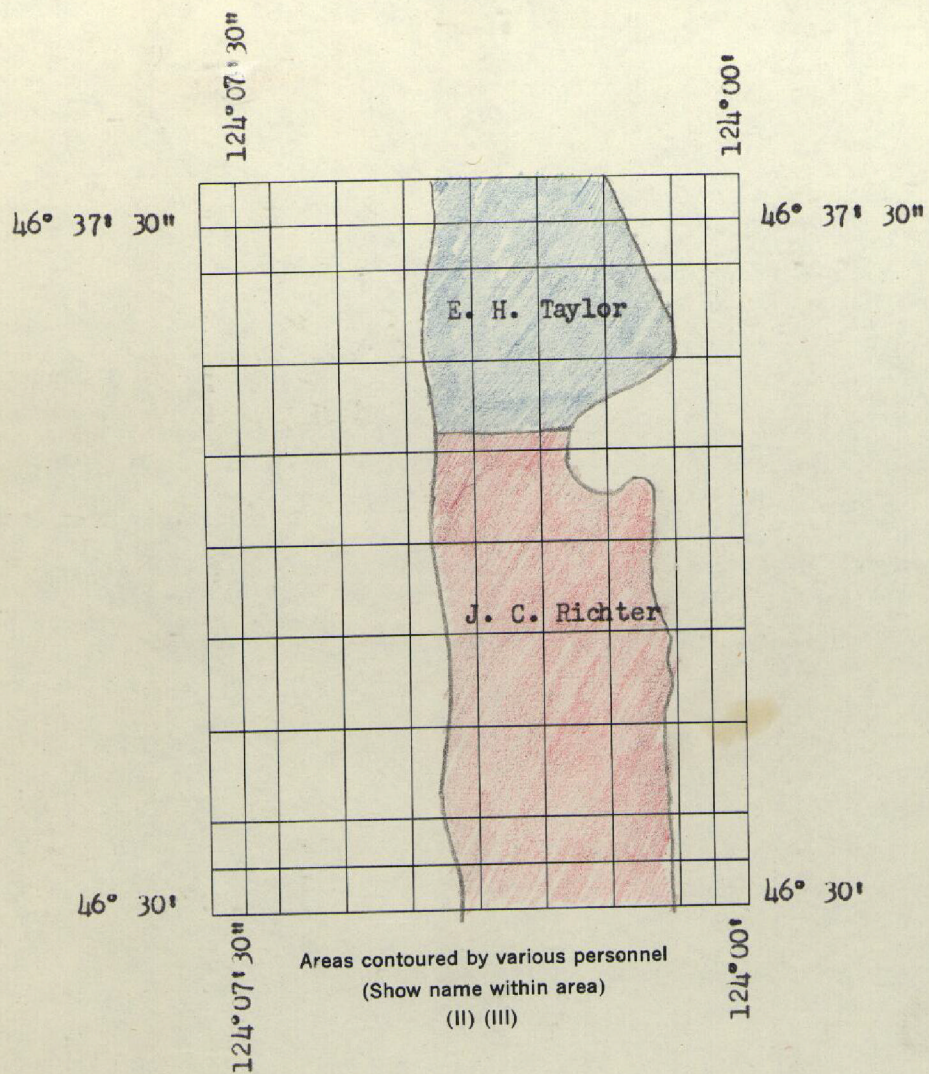 124° 07' 30"
124° 00'
46° 37' 30"
46° 37' 30"
E. H. Taylor
J. C. Richter
46° 30'
46° 30'
124° 07' 30"
124° 00'
Areas contoured by various personnel
(Show name within area)
(II) (III)